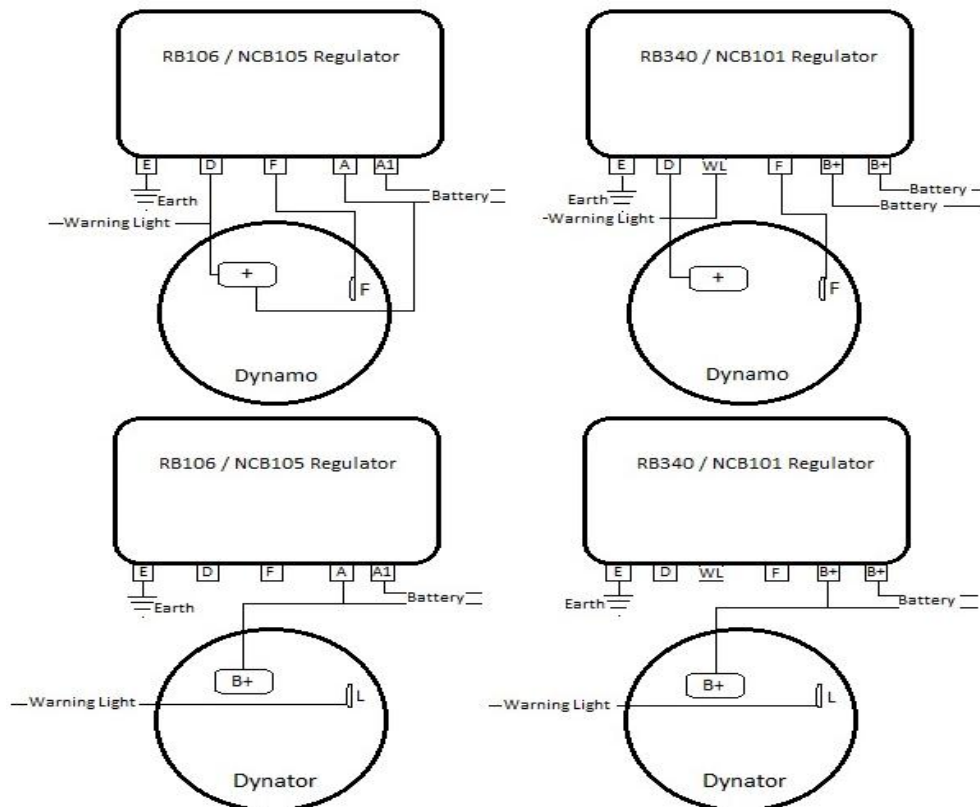 RB106 / NCB105 Regulator
E D F A A1
Earth
Battery
Warning Light
+
F
Dynamo
RB340 / NCB101 Regulator
E D WL F B+ B+
Earth
Battery
Battery
Warning Light
+
F
Dynamo
RB106 / NCB105 Regulator
E D F A A1
Earth
Battery
B+
L
Warning Light
Dynator
RB340 / NCB101 Regulator
E D WL F B+ B+
Earth
Battery
B+
L
Warning Light
Dynator